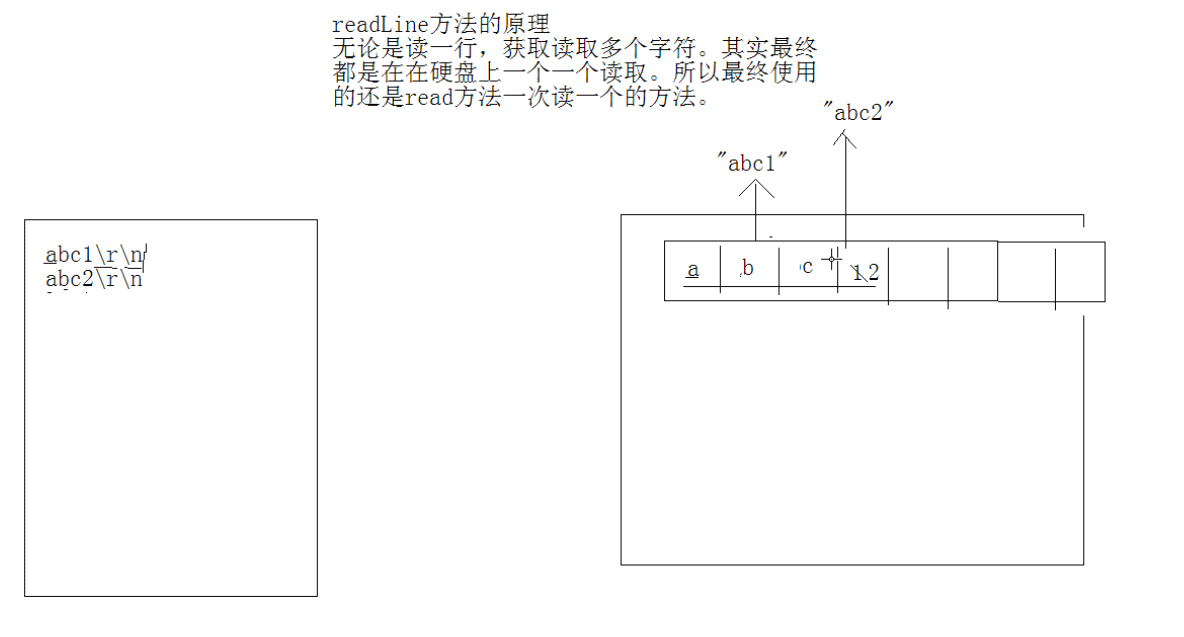 readLine方法的原理
无论是读一行，获取读取多个字符。其实最终
都是在在硬盘上一个一个读取。所以最终使用
的还是read方法一次读一个的方法。
"abc2"
"abc1"
abc1\r\n
abc2\r\n
a b c 1 2